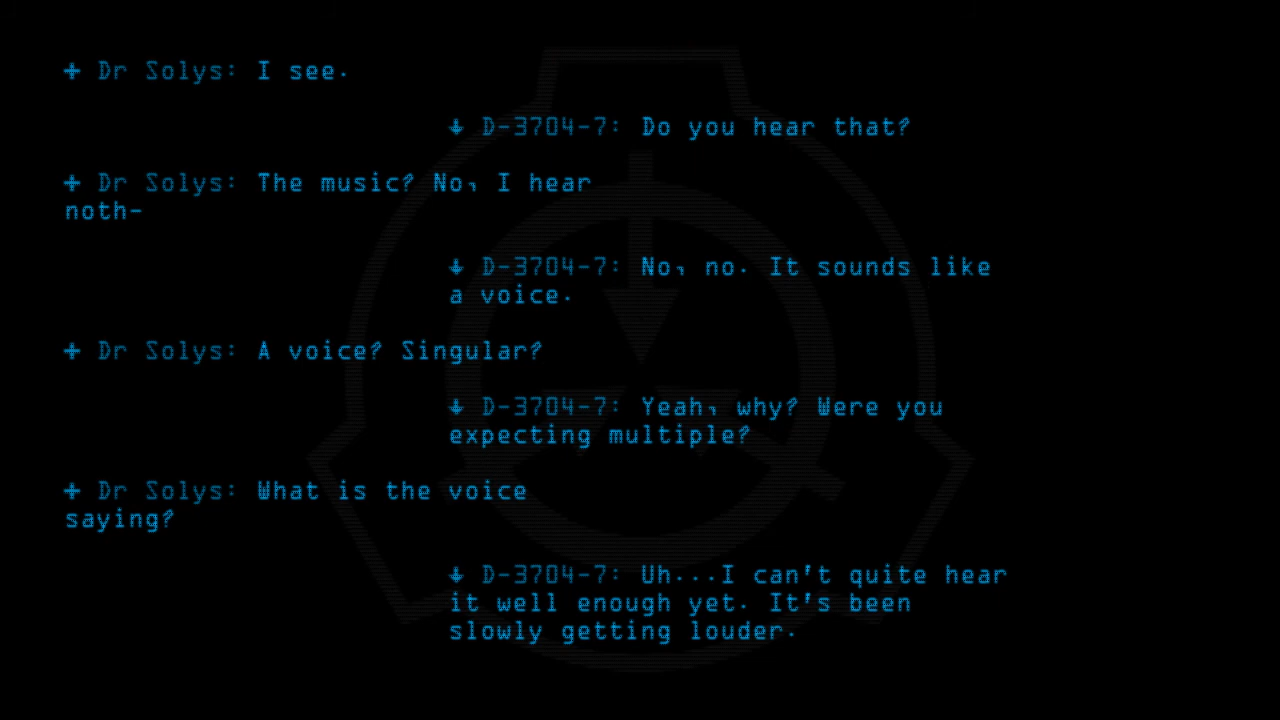 + Dr Solys: I see.
↓ D-3704-7: Do you hear that?
+ Dr Solys: The music? No, I hear
noth-
↓ D-3704-7: No, no. It sounds like
a voice.
+ Dr Solys: A voice? Singular?
↓ D-3704-7: Yeah, why? Were you
expecting multiple?
+ Dr Solys: What is the voice
saying?
↓ D-3704-7: Uh...I can't quite hear
it well enough yet. It's been
slowly getting louder.